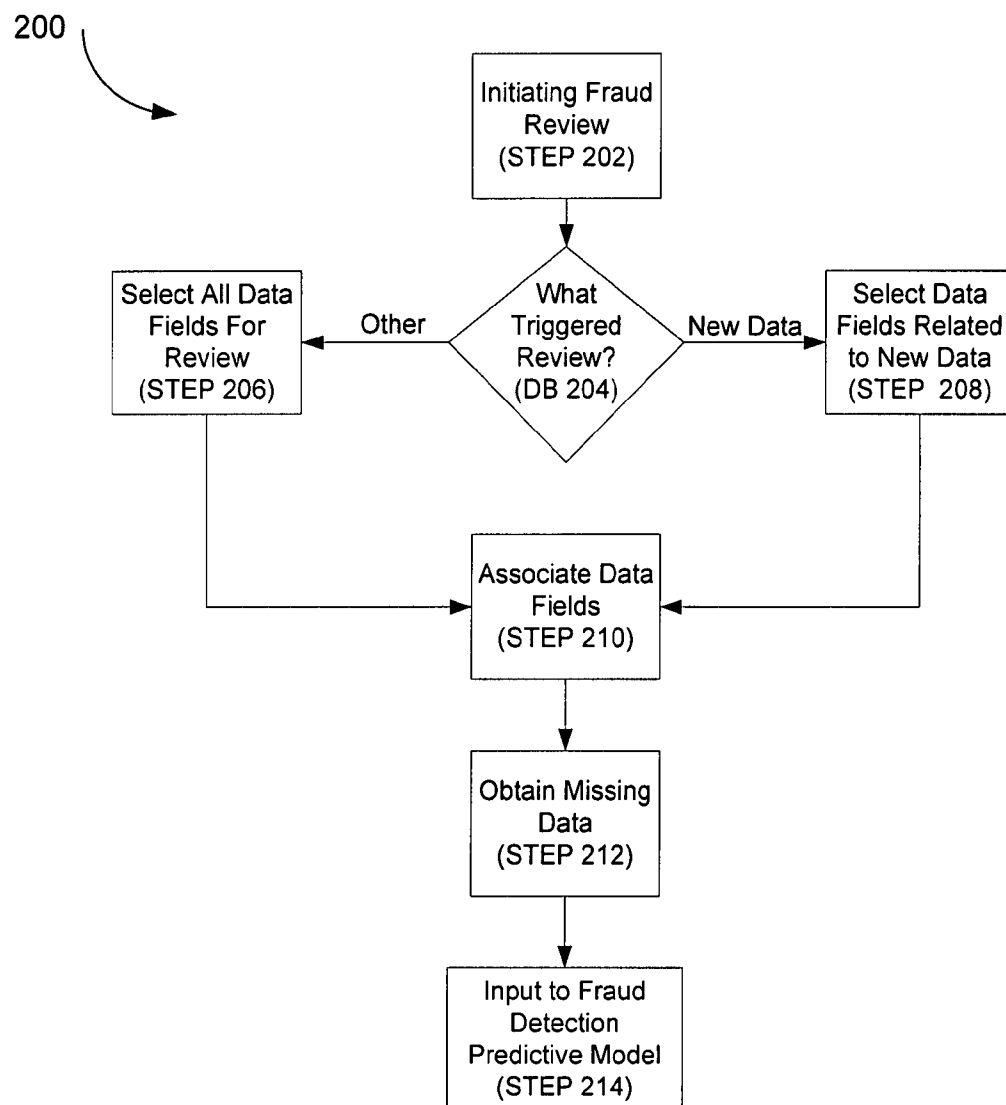 200
Initiating Fraud
Review
(STEP 202)
Select All Data
Fields For
Review
(STEP 206)
Other
What
Triggered
Review?
(DB 204)
New Data
Select Data
Fields Related
to New Data
(STEP 208)
Associate Data
Fields
(STEP 210)
Obtain Missing
Data
(STEP 212)
Input to Fraud
Detection
Predictive Model
(STEP 214)